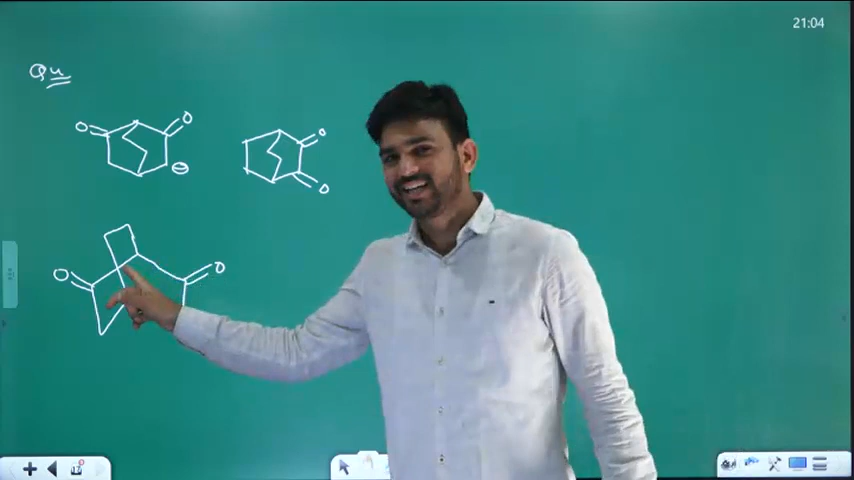 21:04
Qu
O O O
⊖ O
O O